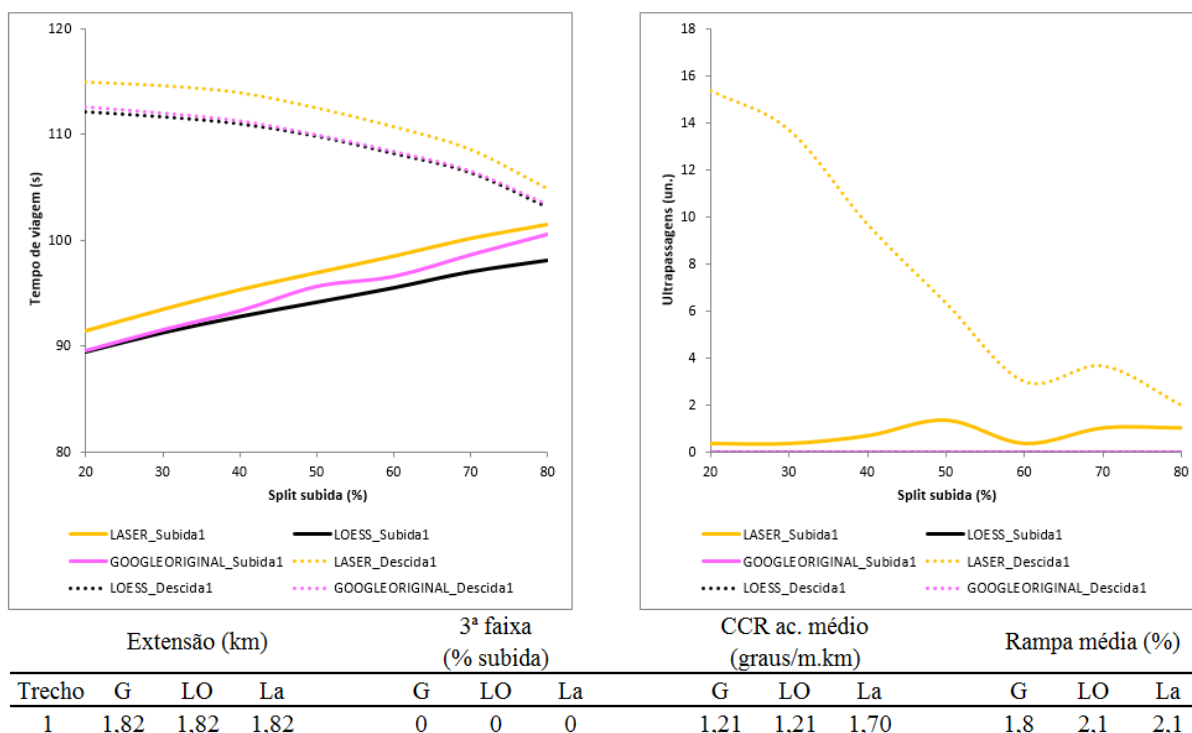 120
110
100
90
80
Tempo de viagem (s)
20 30 40 50 60 70 80
Split subida (%)
LASER_Subida1 LOESS_Subida1
GOOGLEORIGINAL_Subida1 LASER_Descida1
LOESS_Descida1 GOOGLEORIGINAL_Descida1
18
16
14
12
10
8
6
4
2
0
Ultrapassagens (un.)
20 30 40 50 60 70 80
Split subida (%)
LASER_Subida1 LOESS_Subida1
GOOGLEORIGINAL_Subida1 LASER_Descida1
LOESS_Descida1 GOOGLEORIGINAL_Descida1
Extensão (km) 3ª faixa (% subida) CCR ac. médio (graus/m.km) Rampa média (%)
Trecho G LO La G LO La G LO La G LO La
1 1,82 1,82 1,82 0 0 0 1,21 1,21 1,70 1,8 2,1 2,1